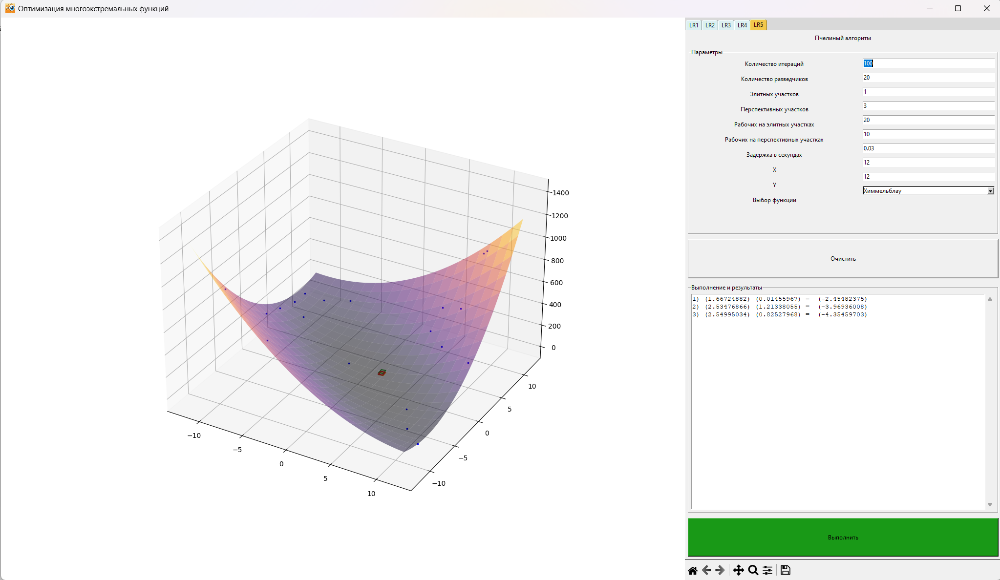 Оптимизация многоэкстремальных функций
LR1 LR2 LR3 LR4 LR5
Пчелиный алгоритм
Параметры
Количество итераций 100
Количество разведчиков 20
Элитных участков 1
Перспективных участков 3
Рабочих на элитных участках 20
Рабочих на перспективных участках 10
Задержка в секундах 0.03
X 12
Y 12
Выбор функции Химмельблау
Очистить
Выполнение и результаты
1) (1.66724882) (0.01455967) = (-2.45482375)
2) (2.53476866) (1.21338055) = (-3.96936008)
3) (2.54995034) (0.82527968) = (-4.35459703)
Выполнить
1400
1200
1000
800
600
400
200
0
10
5
0
−5
−10
−10
−5
0
5
10